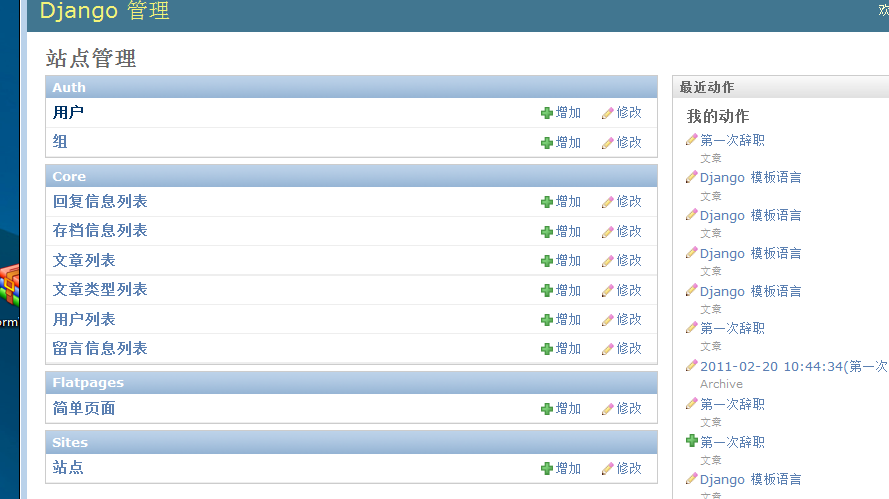 Django 管理
站点管理
Auth
用户 增加 修改
组 增加 修改
Core
回复信息列表 增加 修改
存档信息列表 增加 修改
文章列表 增加 修改
文章类型列表 增加 修改
用户列表 增加 修改
留言信息列表 增加 修改
Flatpages
简单页面 增加 修改
Sites
站点 增加 修改
最近动作
我的动作
第一次辞职
文章
Django 模板语言
文章
Django 模板语言
文章
Django 模板语言
文章
Django 模板语言
文章
第一次辞职
文章
2011-02-20 10:44:34(第一次
Archive
第一次辞职
文章
第一次辞职
文章
Django 模板语言
文章